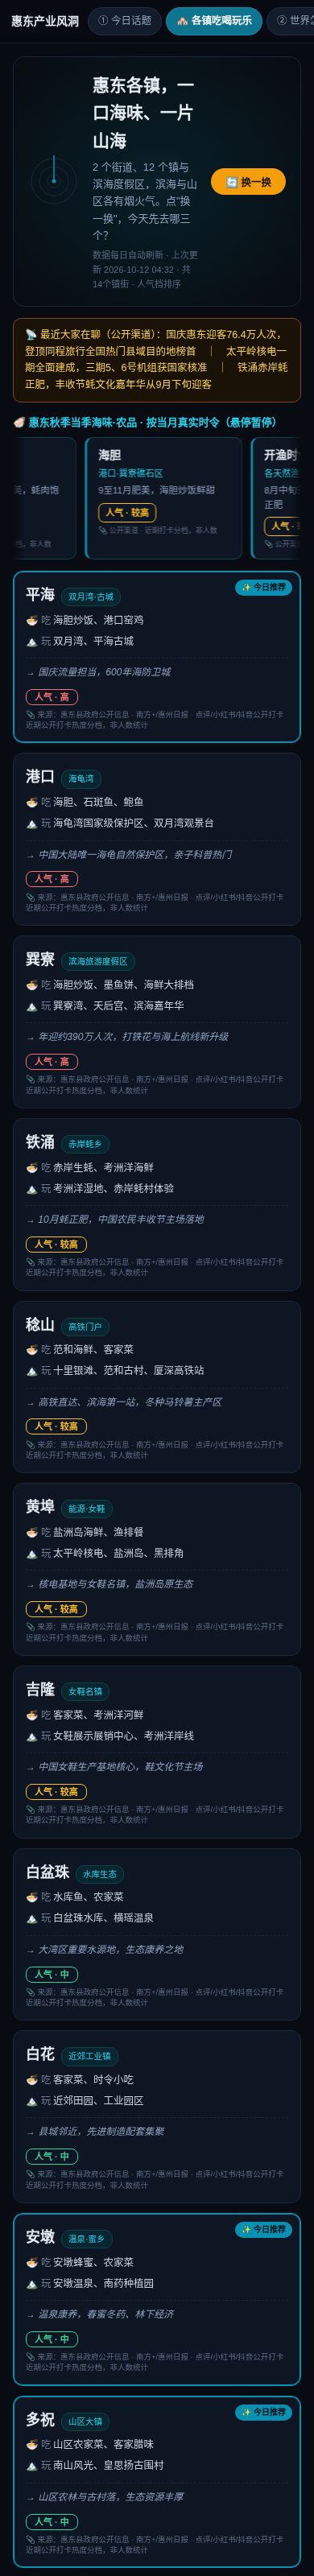 惠东产业风洞 ① 今日话题 🏘️ 各镇吃喝玩乐 ② 世界怎
惠东各镇，一
口海味、一片
山海
2 个街道、12 个镇与
滨海度假区，滨海与山
区各有烟火气。点"换
一换"，今天先去哪三
个？
🔄 换一换
数据每日自动刷新 · 上次更
新 2026-10-12 04:32 · 共
14个镇街 · 人气档排序
📡 最近大家在聊（公开渠道）：国庆惠东迎客76.4万人次，
登顶同程旅行全国热门县域目的地榜首 ｜ 太平岭核电一
期全面建成，三期5、6号机组获国家核准 ｜ 铁涌赤岸蚝
正肥，丰收节蚝文化嘉年华从9月下旬迎客
🦪 惠东秋季当季海味·农品 · 按当月真实时令（悬停暂停）
美，蚝肉饱
，非人数
海胆
港口·巽寮礁石区
9至11月肥美，海胆炒饭鲜甜
人气 · 较高
📎 公开渠道 · 近期打卡分档，非人数
开渔时
各天然渔
8月中旬
正肥
人气 ·
📎 公开渠
平海 双月湾·古城 ✨ 今日推荐
🍜 吃 海胆炒饭、港口窑鸡
🏔️ 玩 双月湾、平海古城
→ 国庆流量担当，600年海防卫城
人气 · 高
📎 来源：惠东县政府公开信息 · 南方+/惠州日报 · 点评/小红书/抖音公开打卡
近期公开打卡热度分档，非人数统计
港口 海龟湾
🍜 吃 海胆、石斑鱼、鲍鱼
🏔️ 玩 海龟湾国家级保护区、双月湾观景台
→ 中国大陆唯一海龟自然保护区，亲子科普热门
人气 · 高
📎 来源：惠东县政府公开信息 · 南方+/惠州日报 · 点评/小红书/抖音公开打卡
近期公开打卡热度分档，非人数统计
巽寮 滨海旅游度假区
🍜 吃 海胆炒饭、墨鱼饼、海鲜大排档
🏔️ 玩 巽寮湾、天后宫、滨海嘉年华
→ 年迎约390万人次，打铁花与海上航线新升级
人气 · 高
📎 来源：惠东县政府公开信息 · 南方+/惠州日报 · 点评/小红书/抖音公开打卡
近期公开打卡热度分档，非人数统计
铁涌 赤岸蚝乡
🍜 吃 赤岸生蚝、考洲洋海鲜
🏔️ 玩 考洲洋湿地、赤岸蚝村体验
→ 10月蚝正肥，中国农民丰收节主场落地
人气 · 较高
📎 来源：惠东县政府公开信息 · 南方+/惠州日报 · 点评/小红书/抖音公开打卡
近期公开打卡热度分档，非人数统计
稔山 高铁门户
🍜 吃 范和海鲜、客家菜
🏔️ 玩 十里银滩、范和古村、厦深高铁站
→ 高铁直达、滨海第一站，冬种马铃薯主产区
人气 · 较高
📎 来源：惠东县政府公开信息 · 南方+/惠州日报 · 点评/小红书/抖音公开打卡
近期公开打卡热度分档，非人数统计
黄埠 能源·女鞋
🍜 吃 盐洲岛海鲜、渔排餐
🏔️ 玩 太平岭核电、盐洲岛、黑排角
→ 核电基地与女鞋名镇，盐洲岛原生态
人气 · 较高
📎 来源：惠东县政府公开信息 · 南方+/惠州日报 · 点评/小红书/抖音公开打卡
近期公开打卡热度分档，非人数统计
吉隆 女鞋名镇
🍜 吃 客家菜、考洲洋河鲜
🏔️ 玩 女鞋展示展销中心、考洲洋岸线
→ 中国女鞋生产基地核心，鞋文化节主场
人气 · 较高
📎 来源：惠东县政府公开信息 · 南方+/惠州日报 · 点评/小红书/抖音公开打卡
近期公开打卡热度分档，非人数统计
白盆珠 水库生态
🍜 吃 水库鱼、农家菜
🏔️ 玩 白盆珠水库、横瑶温泉
→ 大湾区重要水源地，生态康养之地
人气 · 中
📎 来源：惠东县政府公开信息 · 南方+/惠州日报 · 点评/小红书/抖音公开打卡
近期公开打卡热度分档，非人数统计
白花 近郊工业镇
🍜 吃 客家菜、时令小吃
🏔️ 玩 近郊田园、工业园区
→ 县城邻近，先进制造配套集聚
人气 · 中
📎 来源：惠东县政府公开信息 · 南方+/惠州日报 · 点评/小红书/抖音公开打卡
近期公开打卡热度分档，非人数统计
安墩 温泉·蜜乡 ✨ 今日推荐
🍜 吃 安墩蜂蜜、农家菜
🏔️ 玩 安墩温泉、南药种植园
→ 温泉康养，春蜜冬药、林下经济
人气 · 中
📎 来源：惠东县政府公开信息 · 南方+/惠州日报 · 点评/小红书/抖音公开打卡
近期公开打卡热度分档，非人数统计
多祝 山区大镇 ✨ 今日推荐
🍜 吃 山区农家菜、客家腊味
🏔️ 玩 南山风光、皇思扬古围村
→ 山区农林与古村落，生态资源丰厚
人气 · 中
📎 来源：惠东县政府公开信息 · 南方+/惠州日报 · 点评/小红书/抖音公开打卡
近期公开打卡热度分档，非人数统计